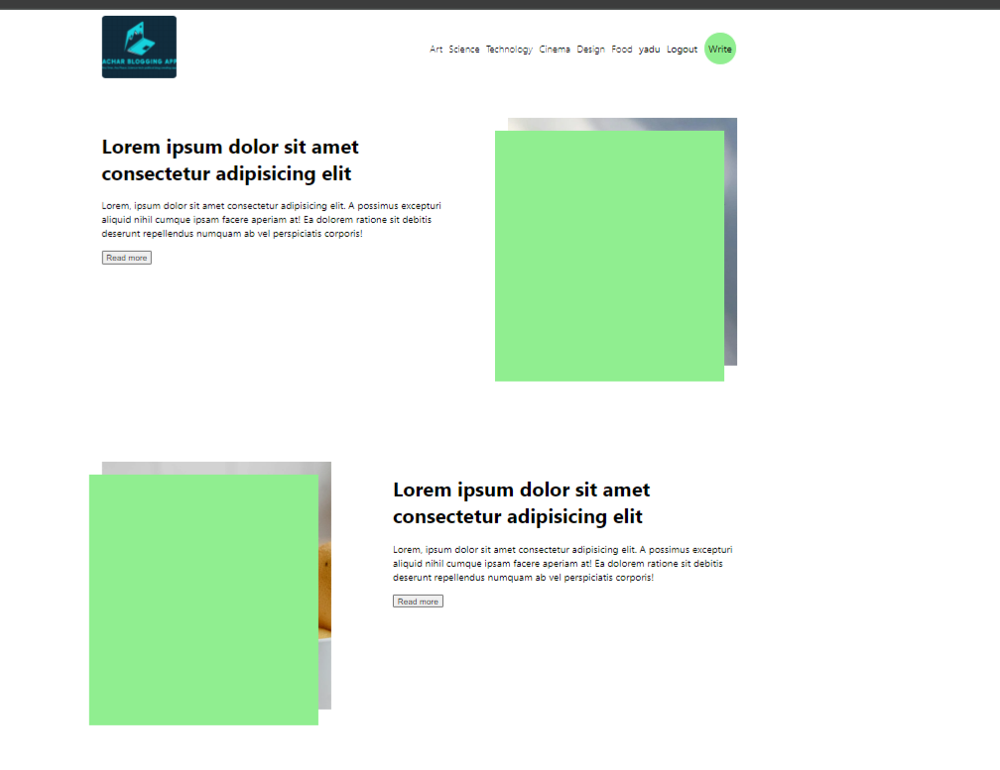 ACHAR BLOGGING APP
Art Science Technology Cinema Design Food yadu Logout Write
Lorem ipsum dolor sit amet
consectetur adipisicing elit
Lorem, ipsum dolor sit amet consectetur adipisicing elit. A possimus excepturi
aliquid nihil cumque ipsam facere aperiam at! Ea dolorem ratione sit debitis
deserunt repellendus numquam ab vel perspiciatis corporis!
Read more
Lorem ipsum dolor sit amet
consectetur adipisicing elit
Lorem, ipsum dolor sit amet consectetur adipisicing elit. A possimus excepturi
aliquid nihil cumque ipsam facere aperiam at! Ea dolorem ratione sit debitis
deserunt repellendus numquam ab vel perspiciatis corporis!
Read more